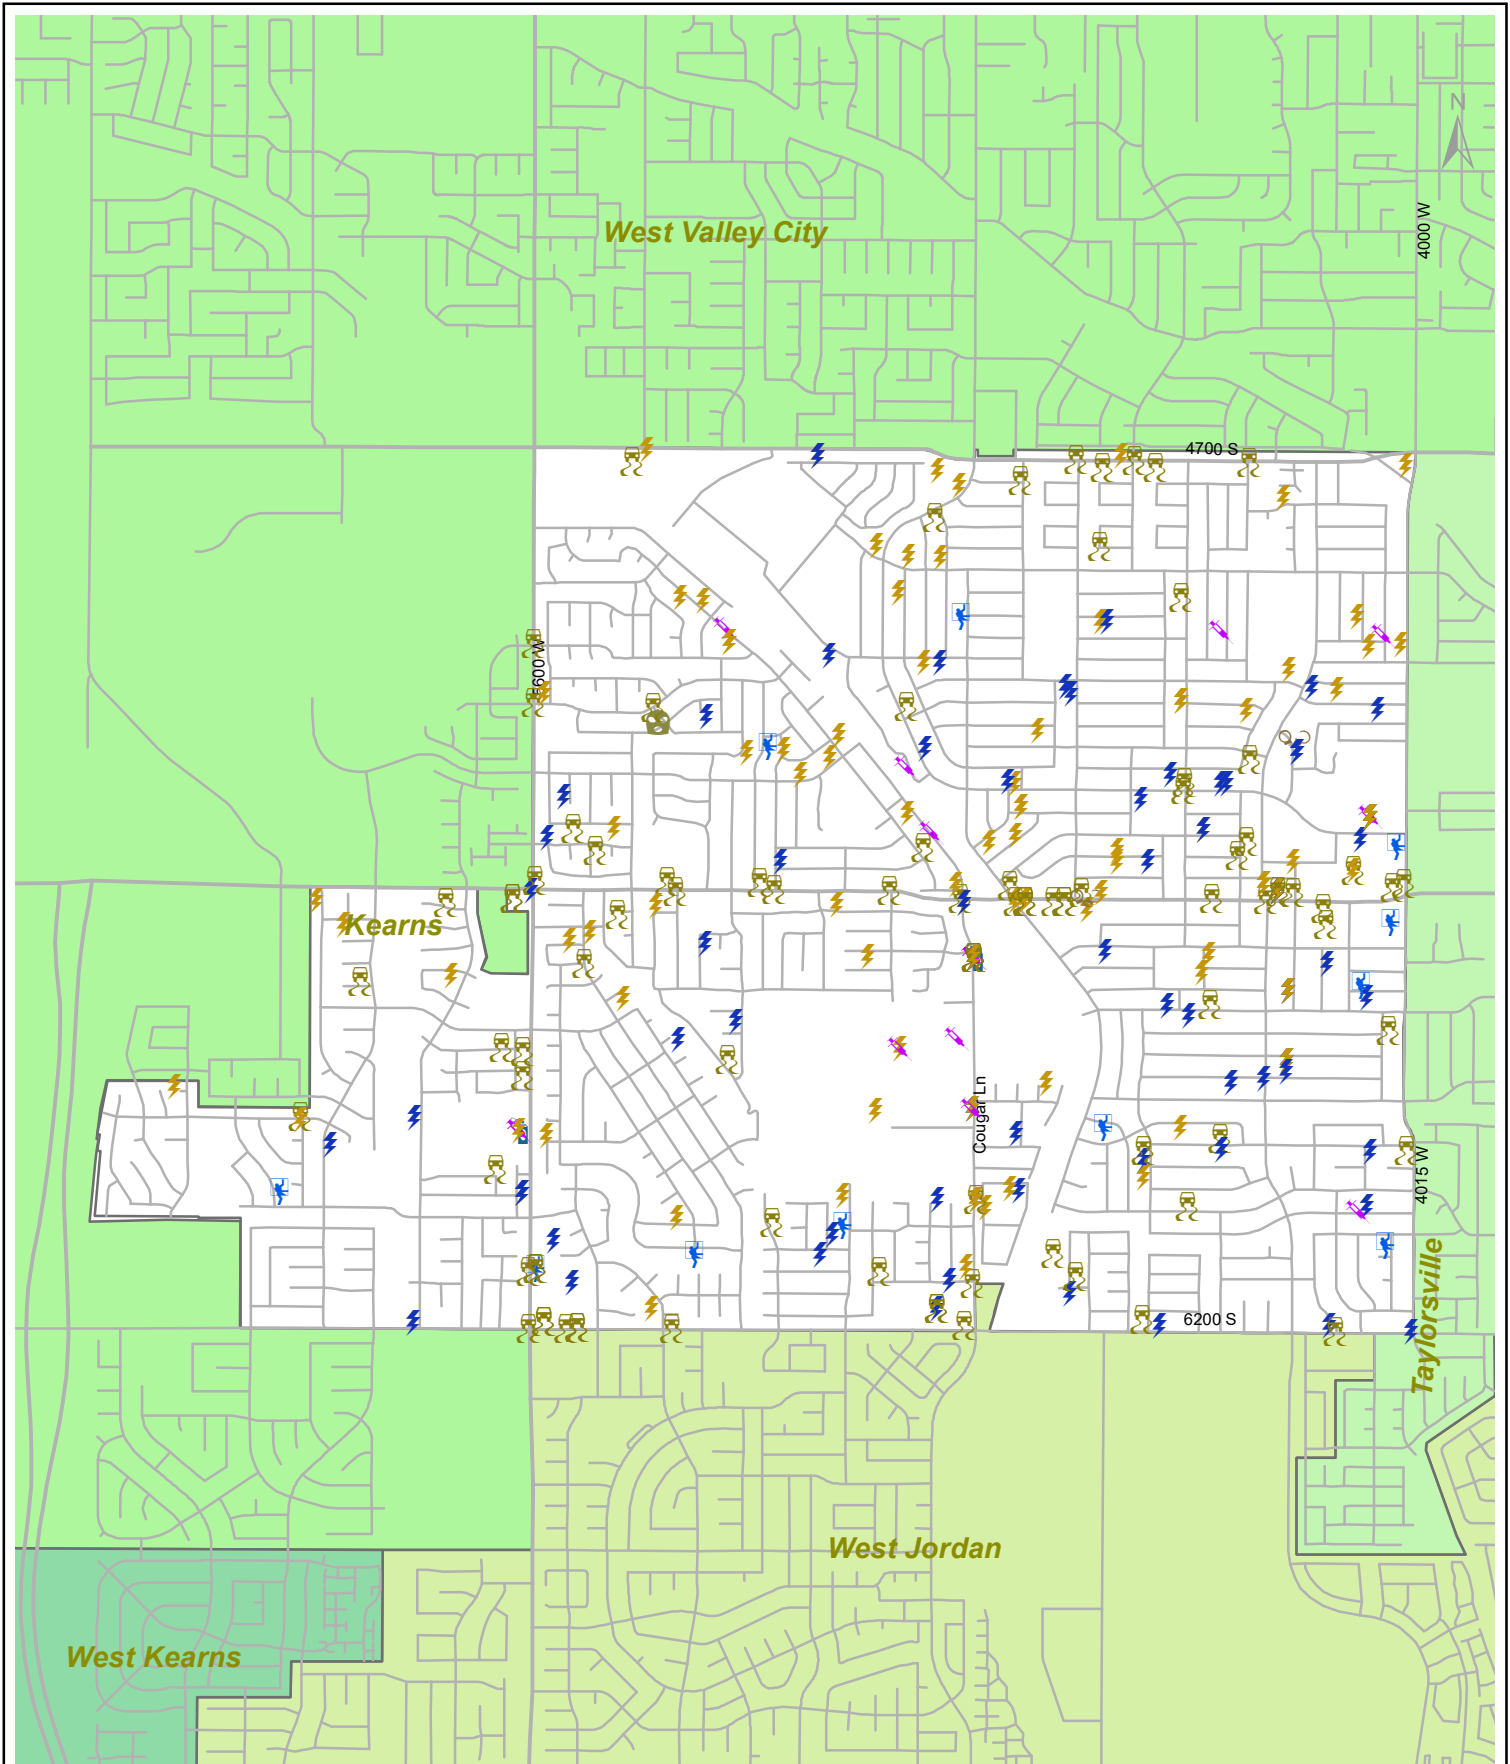 N
4000 W
West Valley City
4700 S
5600 W
Kearns
Cougar Ln
4015 W
Taylorsville
6200 S
West Jordan
West Kearns